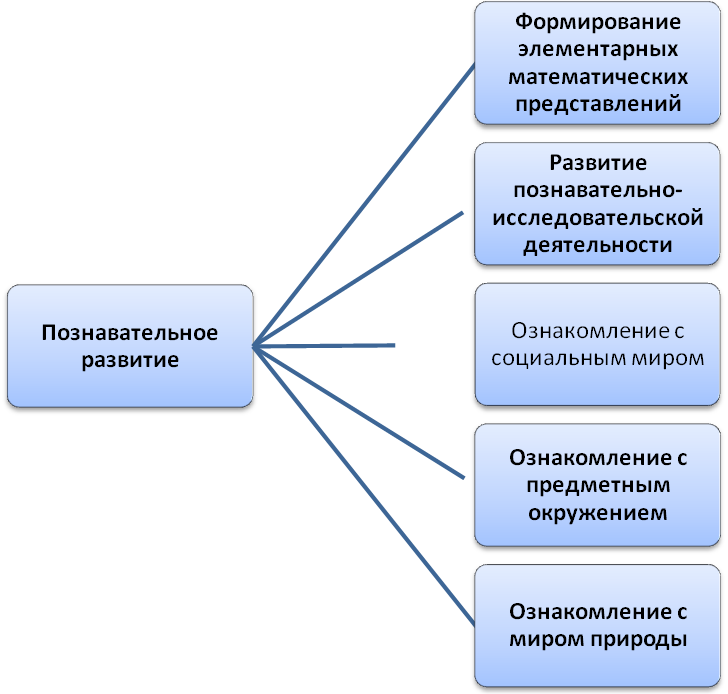 Формирование
элементарных
математических
представлений
Развитие
познавательно-
исследовательской
деятельности
Познавательное
развитие
Ознакомление с
социальным миром
Ознакомление с
предметным
окружением
Ознакомление с
миром природы